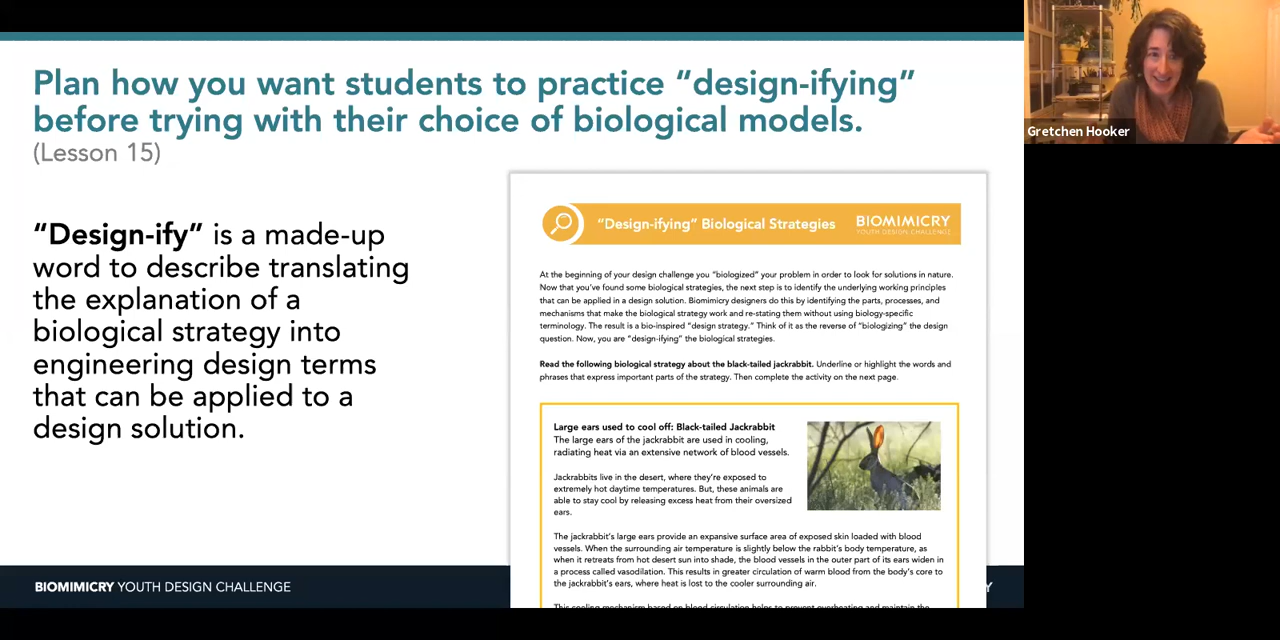 Plan how you want students to practice “design-ifying”
before trying with their choice of biological models.
(Lesson 15)
“Design-ify” is a made-up
word to describe translating
the explanation of a
biological strategy into
engineering design terms
that can be applied to a
design solution.
“Design-ifying” Biological Strategies
BIOMIMICRY
YOUTH DESIGN CHALLENGE
At the beginning of your design challenge you “biologized” your problem in order to look for solutions in nature.
Now that you’ve found some biological strategies, the next step is to identify the underlying working principles
that can be applied in a design solution. Biomimicry designers do this by identifying the parts, processes, and
mechanisms that make the biological strategy work and re-stating them without using biology-specific
terminology. The result is a bio-inspired “design strategy.” Think of it as the reverse of “biologizing” the design
question. Now, you are “design-ifying” the biological strategies.
Read the following biological strategy about the black-tailed jackrabbit. Underline or highlight the words and
phrases that express important parts of the strategy. Then complete the activity on the next page.
Large ears used to cool off: Black-tailed Jackrabbit
The large ears of the jackrabbit are used in cooling,
radiating heat via an extensive network of blood vessels.
Jackrabbits live in the desert, where they’re exposed to
extremely hot daytime temperatures. But, these animals are
able to stay cool by releasing excess heat from their oversized
ears.
The jackrabbit’s large ears provide an expansive surface area of exposed skin loaded with blood
vessels. When the surrounding air temperature is slightly below the rabbit’s body temperature, as
when it retreats from hot desert sun into shade, the blood vessels in the outer part of its ears widen in
a process called vasodilation. This results in greater circulation of warm blood from the body’s core to
the jackrabbit’s ears, where heat is lost to the cooler surrounding air.
This cooling mechanism based on blood circulation helps to prevent overheating and maintain the
BIOMIMICRY YOUTH DESIGN CHALLENGE
Y
Gretchen Hooker